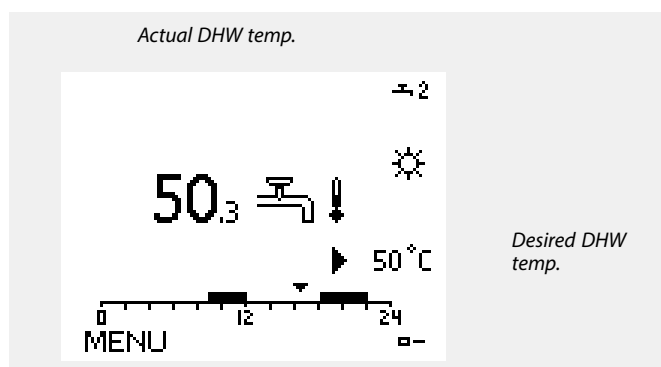 Actual DHW temp.
2
50.3
50°C
Desired DHW
temp.
0 12 24
MENU